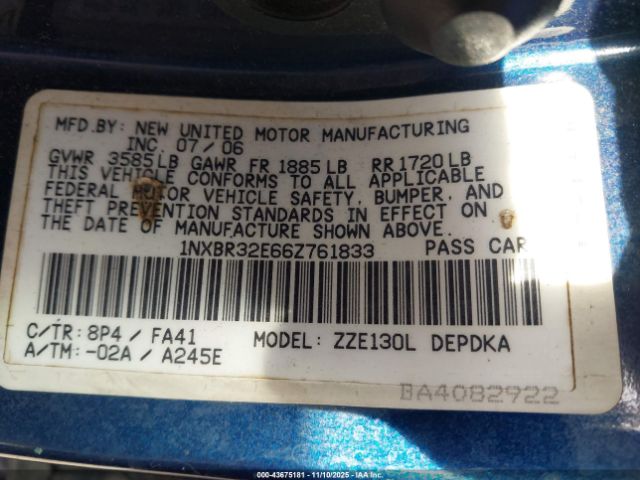 MFD.BY: NEW UNITED MOTOR MANUFACTURING
INC. 07/06
GVWR 3585LB GAWR FR 1885LB RR1720LB
THIS VEHICLE CONFORMS TO ALL APPLICABLE
FEDERAL MOTOR VEHICLE SAFETY, BUMPER, AND
THEFT PREVENTION STANDARDS IN EFFECT ON
THE DATE OF MANUFACTURE SHOWN ABOVE.
1NXBR32E66Z761833 PASS CAR
C/TR: 8P4 / FA41 MODEL: ZZE130L DEPDKA
A/TM: -02A / A245E
BA4082922
000-43675181 - 11/10/2025 - IAAI.COM